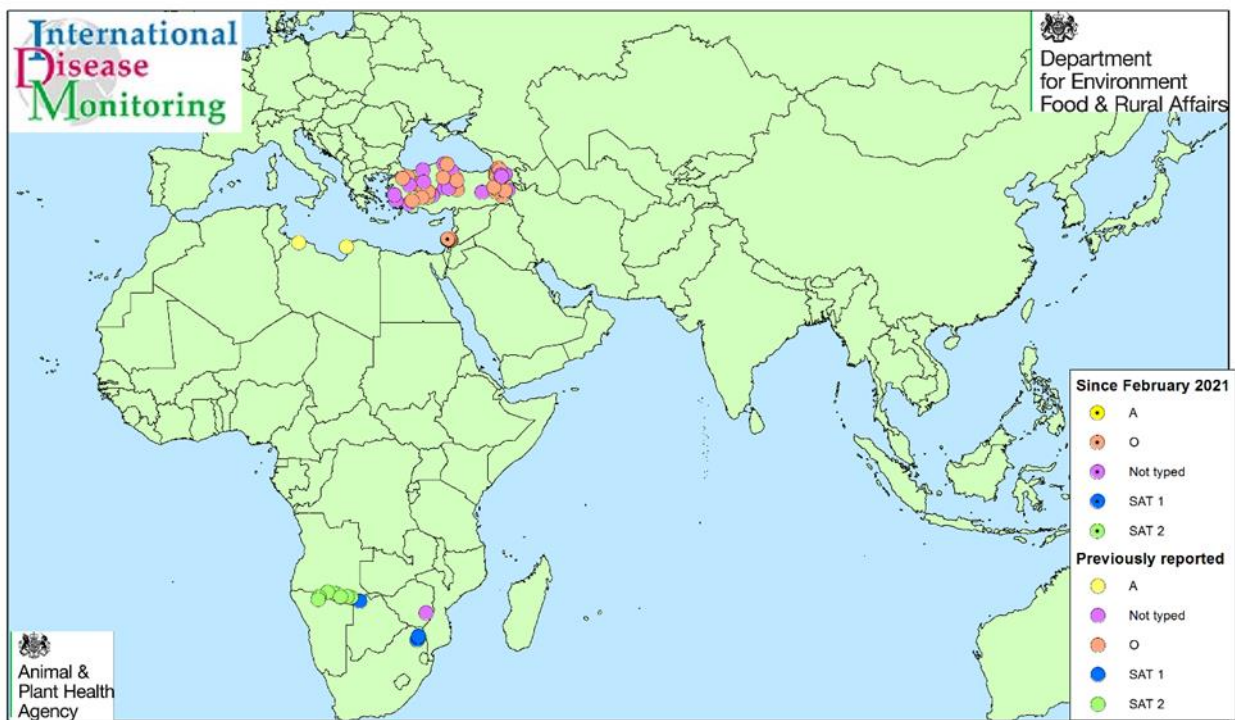 International
Disease
Monitoring
Department
for Environment
Food & Rural Affairs
Since February 2021
A
O
Not typed
SAT 1
SAT 2
Previously reported
A
Not typed
O
SAT 1
SAT 2
Animal &
Plant Health
Agency